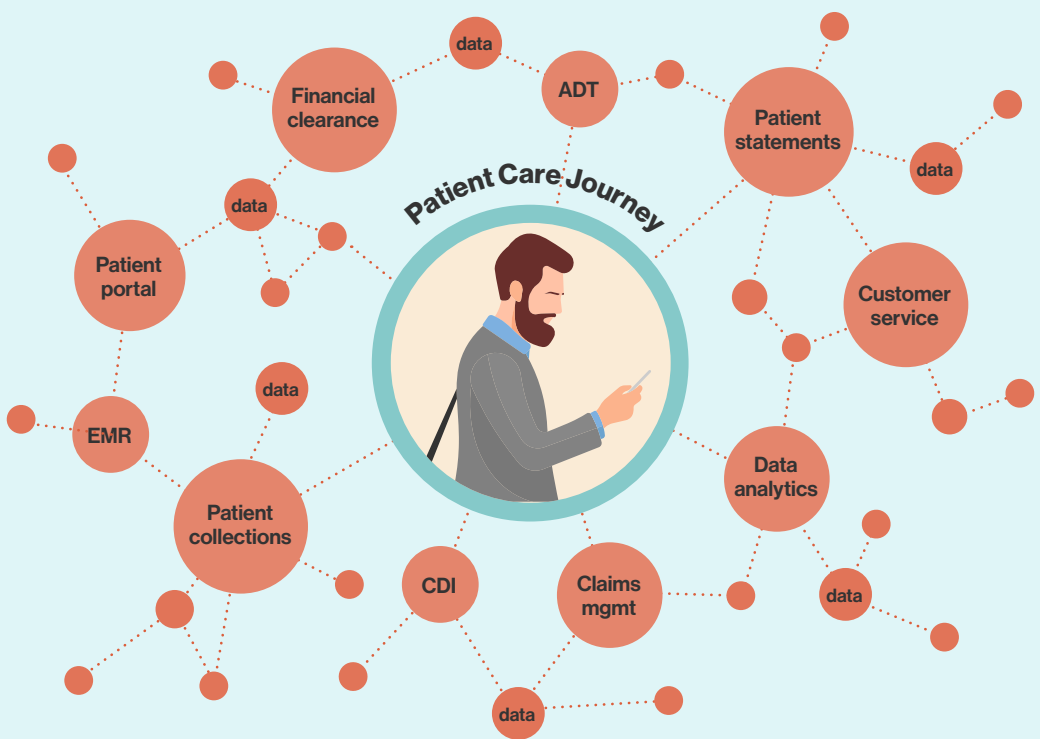 data
ADT
Financial
clearance
Patient
statements
data
Patient Care Journey
data
Patient
portal
Customer
service
data
EMR
Data
analytics
Patient
collections
CDI
Claims
mgmt
data
data